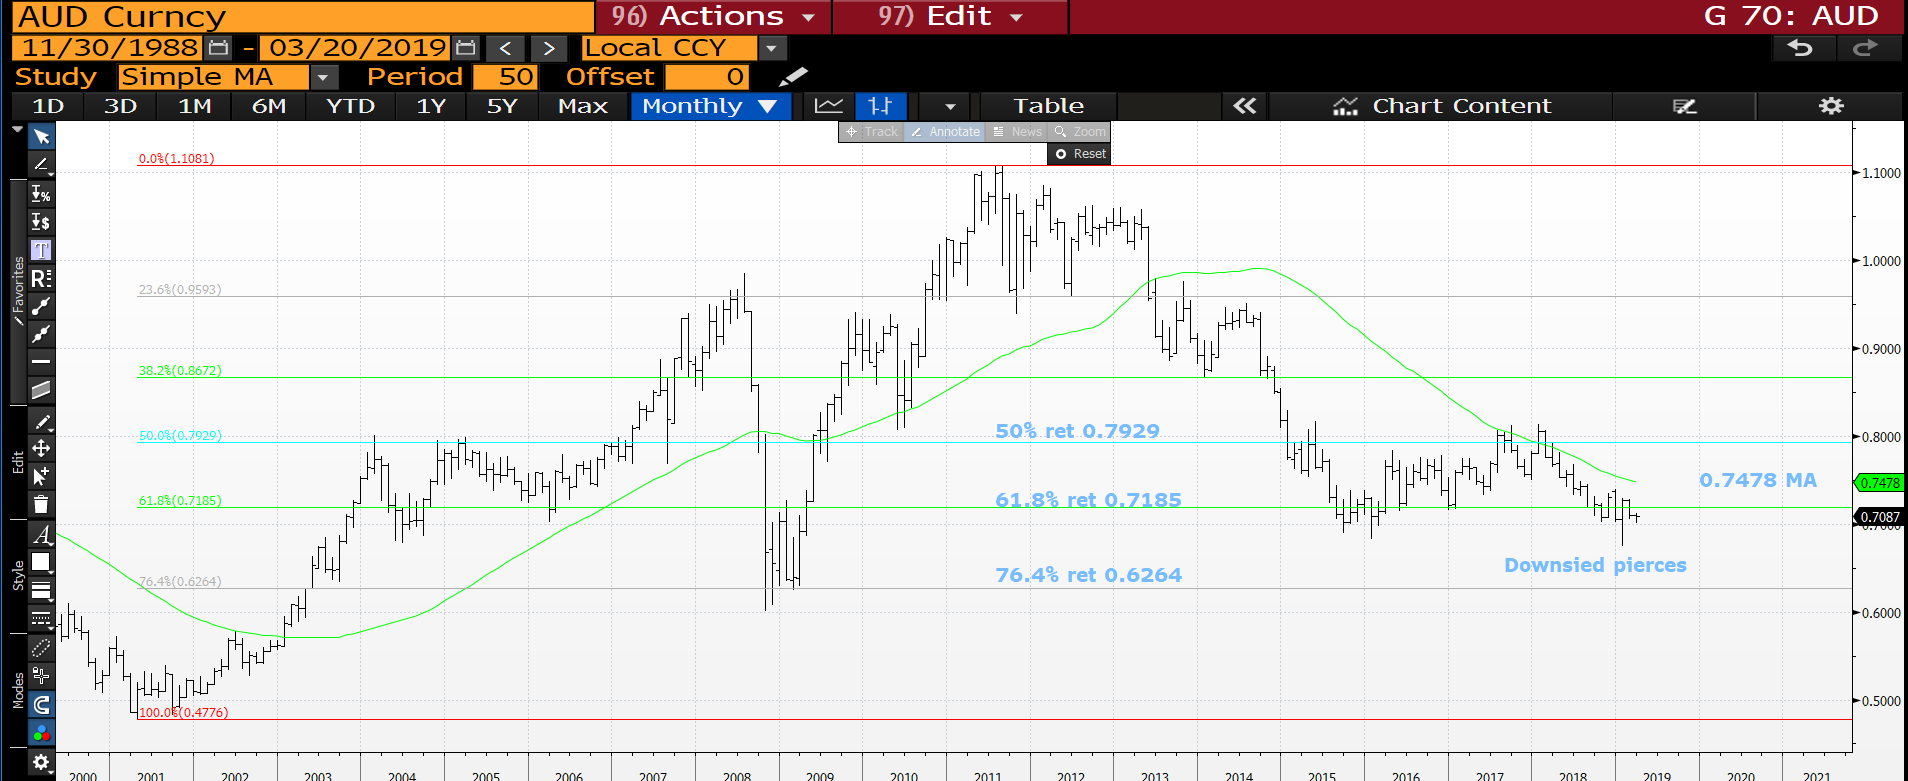 AUD Curncy 96) Actions 97) Edit G 70: AUD
11/30/1988 - 03/20/2019 < > Local CCY
Study Simple MA Period 50 Offset 0
1D 3D 1M 6M YTD 1Y 5Y Max Monthly Table Chart Content
Track Annotate News Zoom
Reset
0.0%(1.1081)
1.1000
Favorites
1.0000
23.6%(0.9593)
0.9000
38.2%(0.8672)
50.0%(0.7929) 50% ret 0.7929 0.8000
Edit
0.7478 MA 0.7478
61.8%(0.7185) 61.8% ret 0.7185
0.7087
0.7000
Downsied pierces
Style
76.4%(0.6264) 76.4% ret 0.6264
0.6000
Modes
0.5000
100.0%(0.4776)
2000 2001 2002 2003 2004 2005 2006 2007 2008 2009 2010 2011 2012 2013 2014 2015 2016 2017 2018 2019 2020 2021